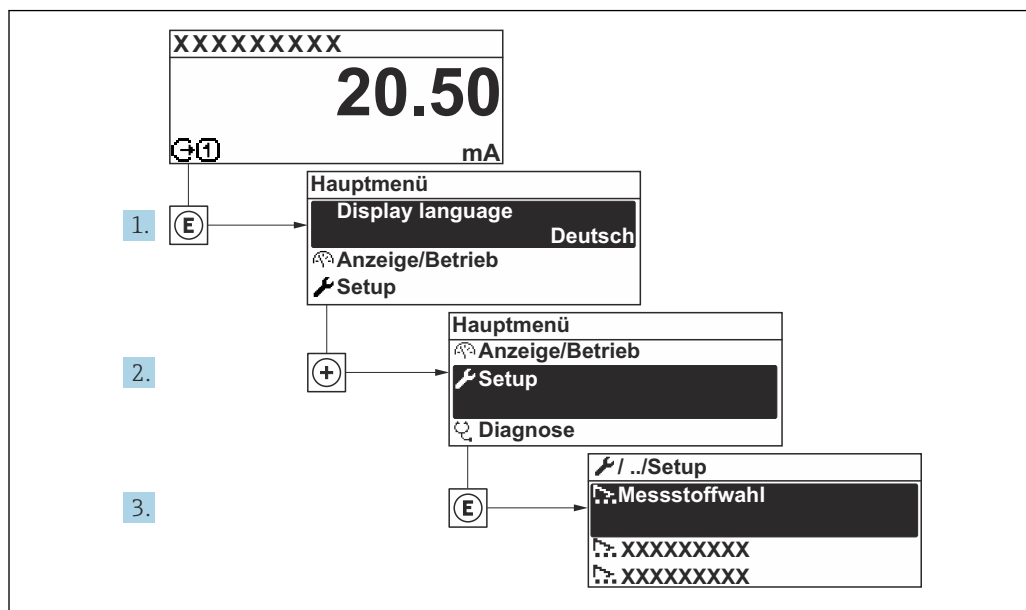 XXXXXXXXX
20.50
1
mA
1.
E
Hauptmenü
Display language
Deutsch
Anzeige/Betrieb
Setup
2.
+
Hauptmenü
Anzeige/Betrieb
Setup
Diagnose
3.
E
/ ../Setup
Messstoffwahl
XXXXXXXXX
XXXXXXXXX